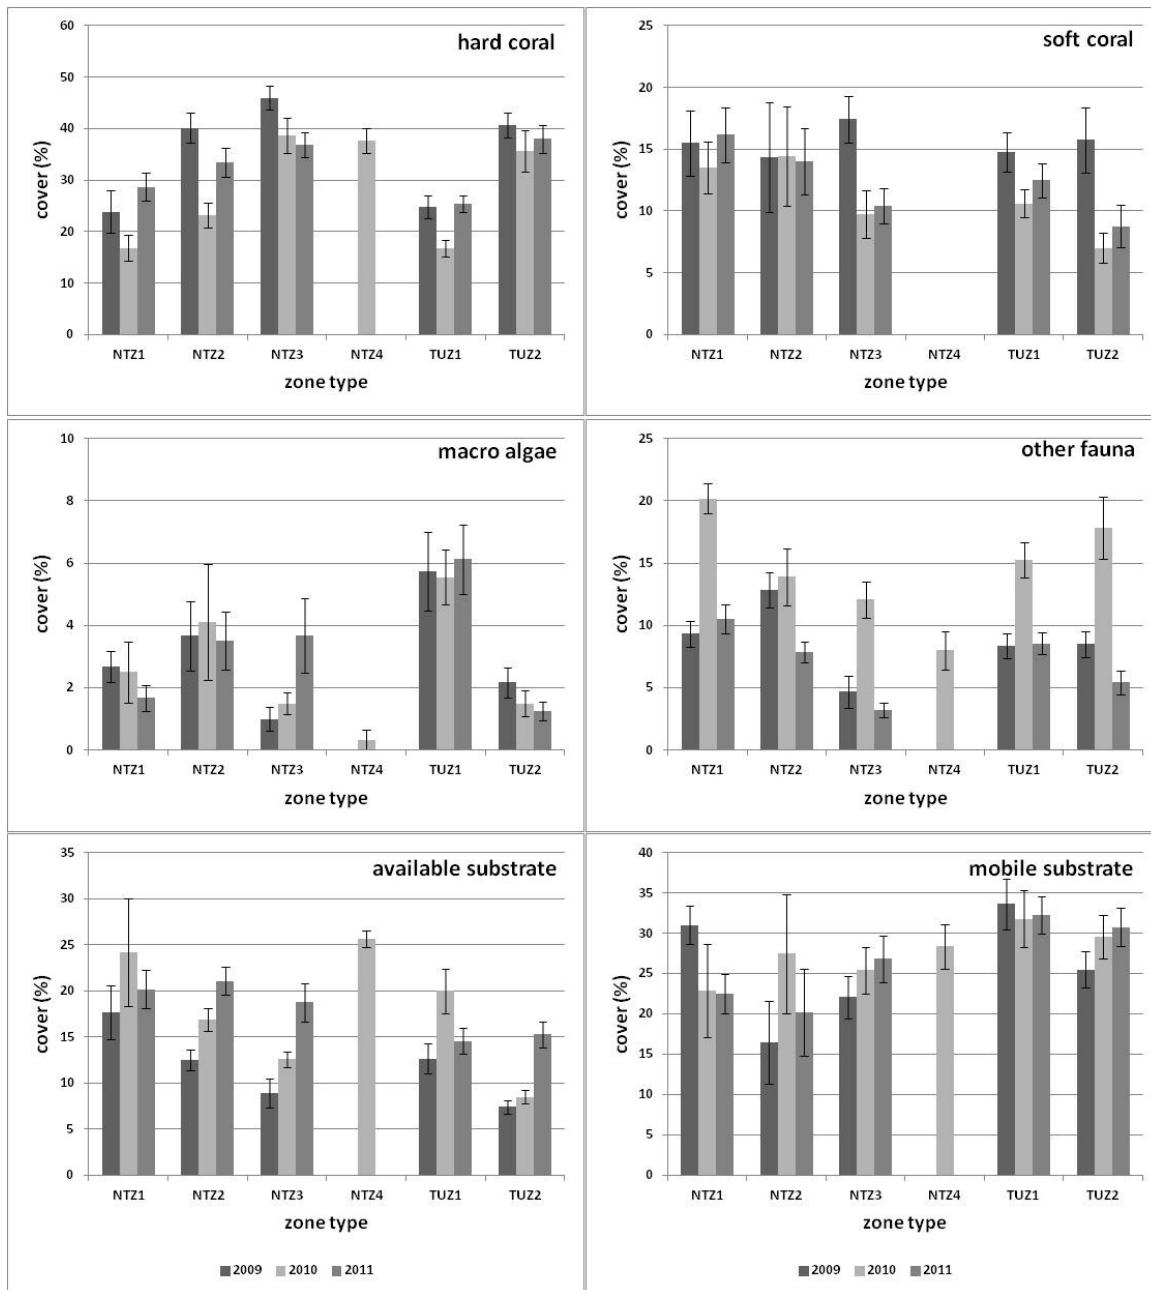 hard coral
60
50
40
30
20
10
0
cover (%)
NTZ1 NTZ2 NTZ3 NTZ4 TUZ1 TUZ2
zone type
soft coral
25
20
15
10
5
0
cover (%)
NTZ1 NTZ2 NTZ3 NTZ4 TUZ1 TUZ2
zone type
macro algae
10
8
6
4
2
0
cover (%)
NTZ1 NTZ2 NTZ3 NTZ4 TUZ1 TUZ2
zone type
other fauna
25
20
15
10
5
0
cover (%)
NTZ1 NTZ2 NTZ3 NTZ4 TUZ1 TUZ2
zone type
available substrate
35
30
25
20
15
10
5
0
cover (%)
NTZ1 NTZ2 NTZ3 NTZ4 TUZ1 TUZ2
zone type
2009 2010 2011
mobile substrate
40
35
30
25
20
15
10
5
0
cover (%)
NTZ1 NTZ2 NTZ3 NTZ4 TUZ1 TUZ2
zone type
2009 2010 2011